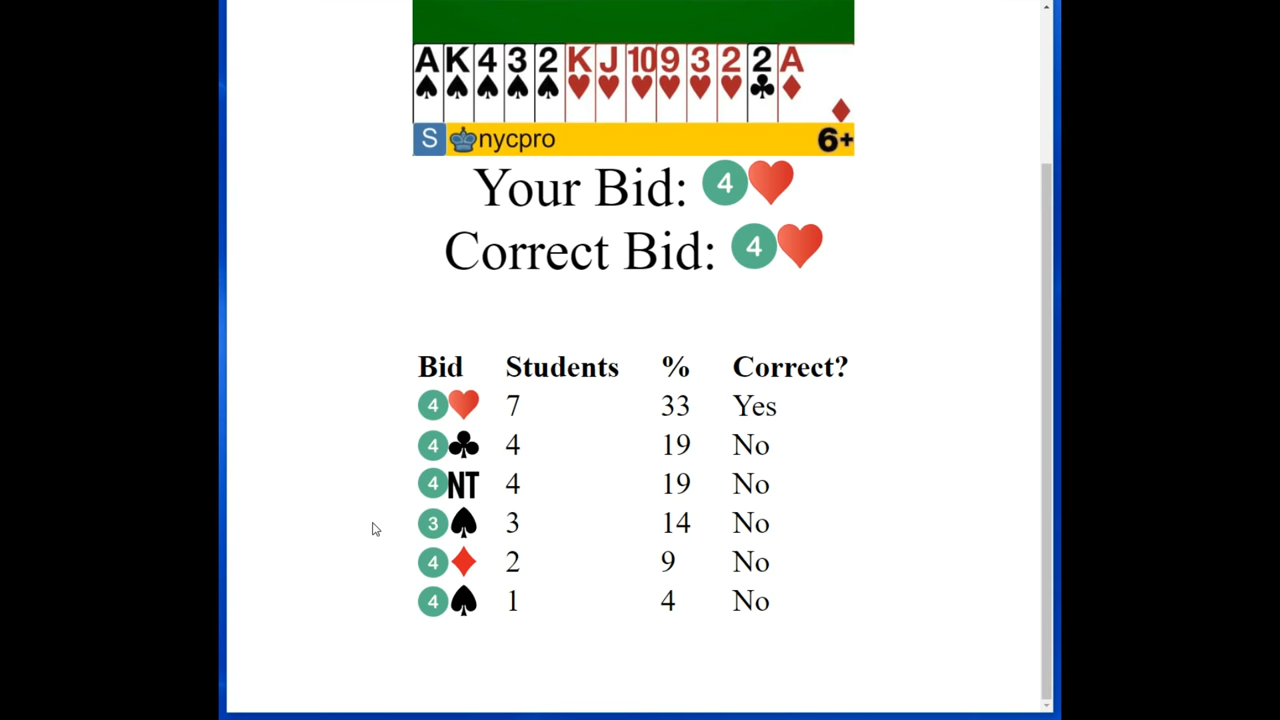 A K 4 3 2 K J 10 9 3 2 2 A
♠ ♠ ♠ ♠ ♠ ♥ ♥ ♥ ♥ ♥ ♥ ♣ ♦
S nycpro 6+
Your Bid: 4♥
Correct Bid: 4♥
Bid Students % Correct?
4♥ 7 33 Yes
4♣ 4 19 No
4NT 4 19 No
3♠ 3 14 No
4♦ 2 9 No
4♠ 1 4 No